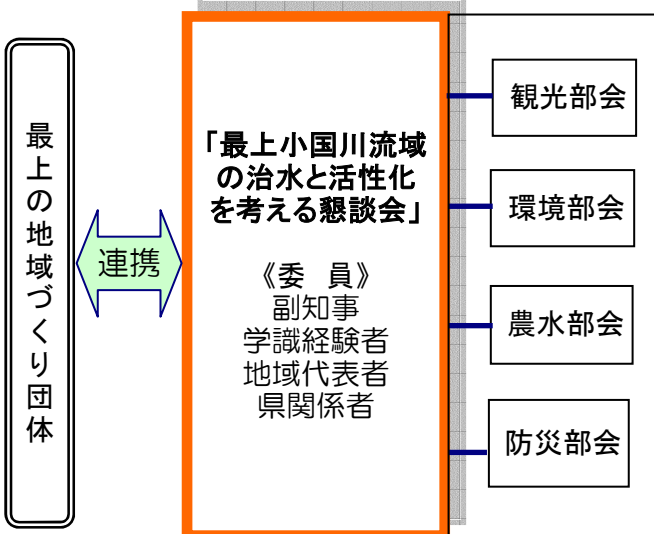 最上の地域づくり団体
連携
「最上小国川流域
の治水と活性化
を考える懇談会」
《委　員》
副知事
学識経験者
地域代表者
県関係者
観光部会
環境部会
農水部会
防災部会